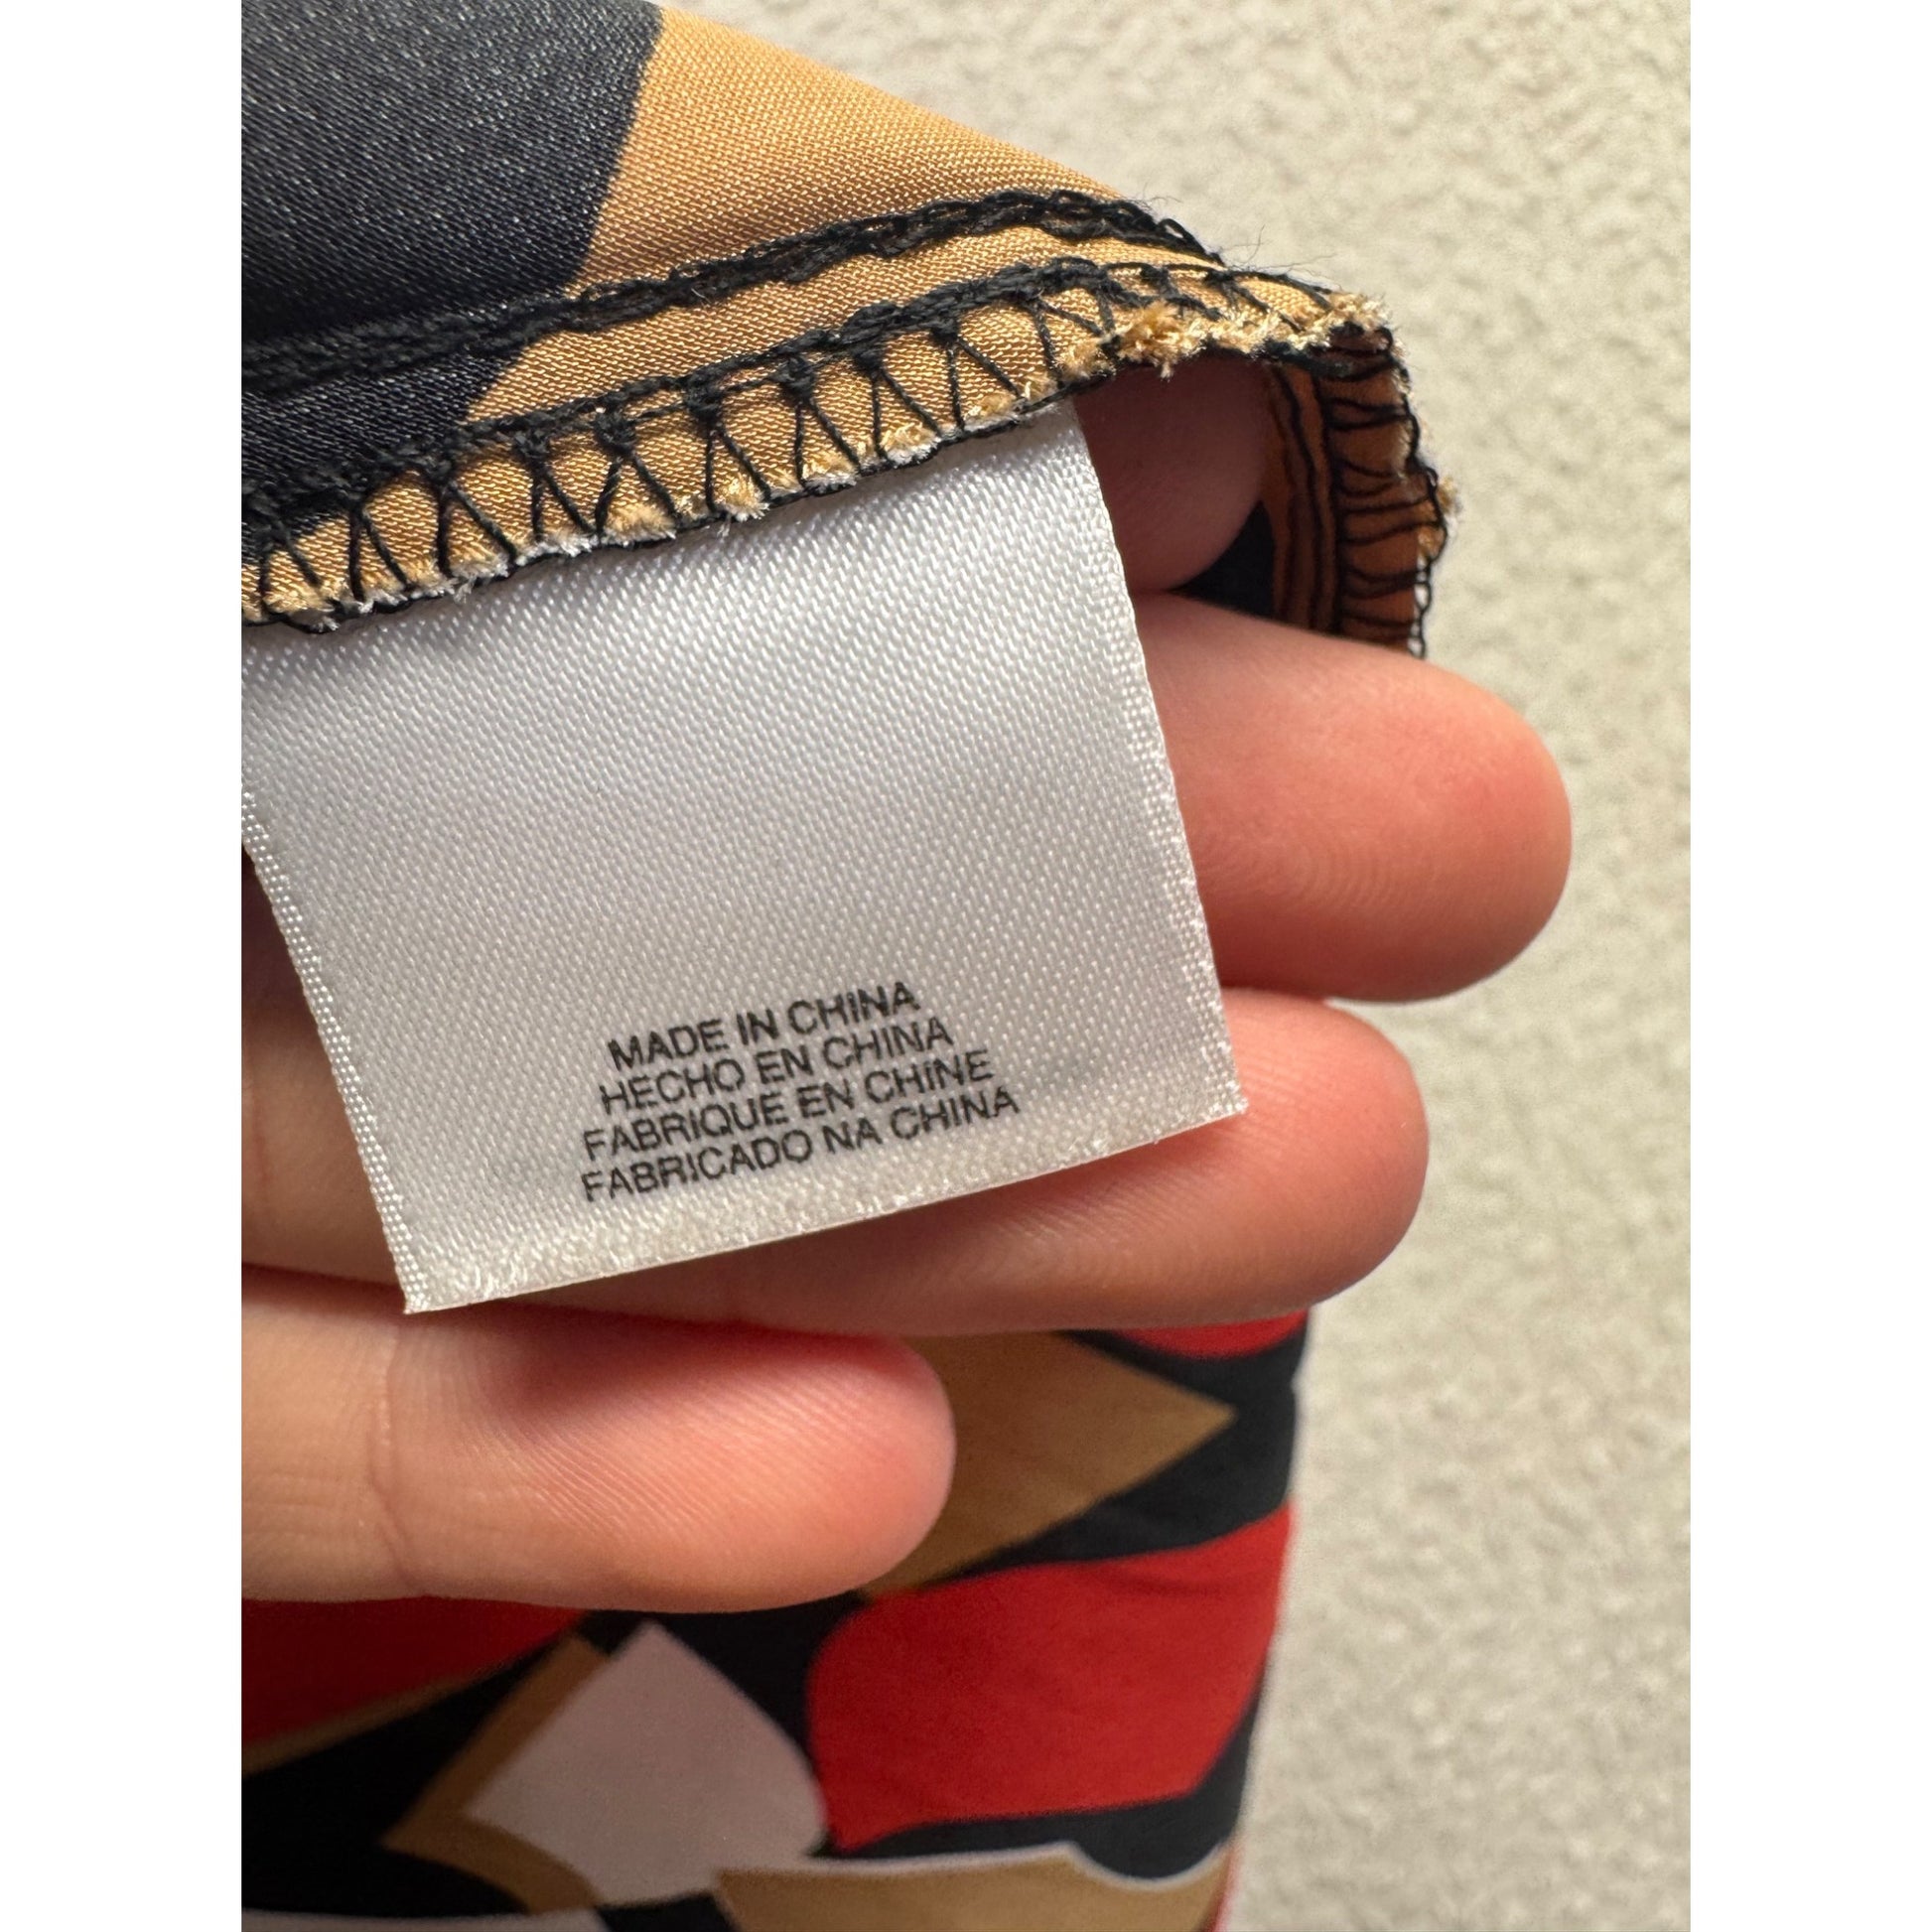 MADE IN CHINA
HECHO EN CHINA
FABRIQUE EN CHINE
FABRICADO NA CHINA